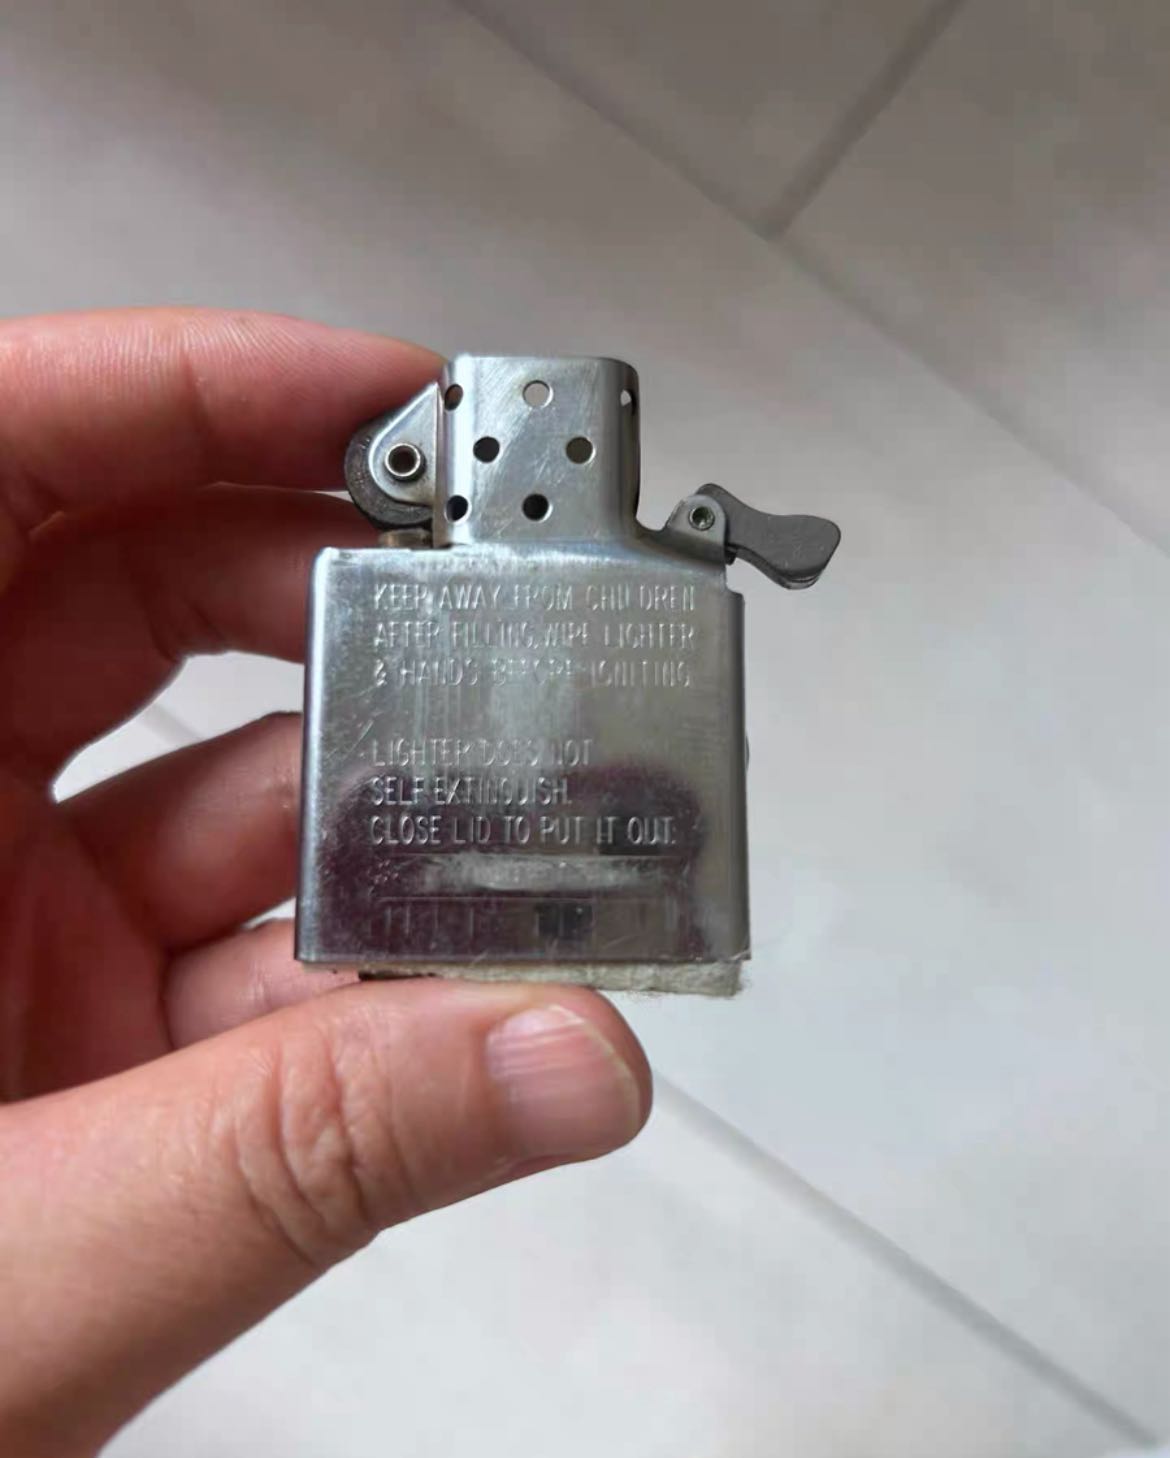 KEEP AWAY FROM CHILDREN
AFTER FILLING, WIPE LIGHTER
& HANDS BEFORE IGNITING
LIGHTER DOES NOT
SELF EXTINGUISH.
CLOSE LID TO PUT IT OUT.